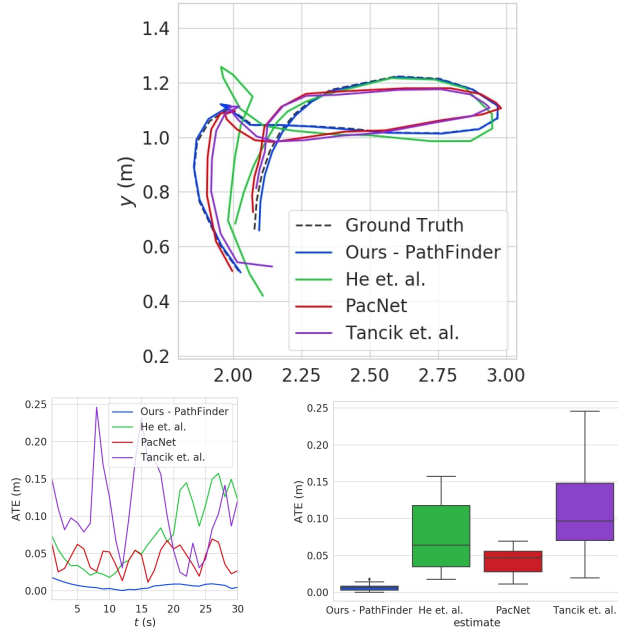 1.4
1.2
1.0
0.8
0.6
0.4
0.2
y (m)
Ground Truth
Ours - PathFinder
He et. al.
PacNet
Tancik et. al.
2.00 2.25 2.50 2.75 3.00
0.25
0.20
0.15
0.10
0.05
0.00
ATE (m)
Ours - PathFinder
He et. al.
PacNet
Tancik et. al.
5 10 15 20 25 30
t (s)
0.25
0.20
0.15
0.10
0.05
0.00
ATE (m)
Ours - PathFinder He et. al. PacNet Tancik et. al.
estimate